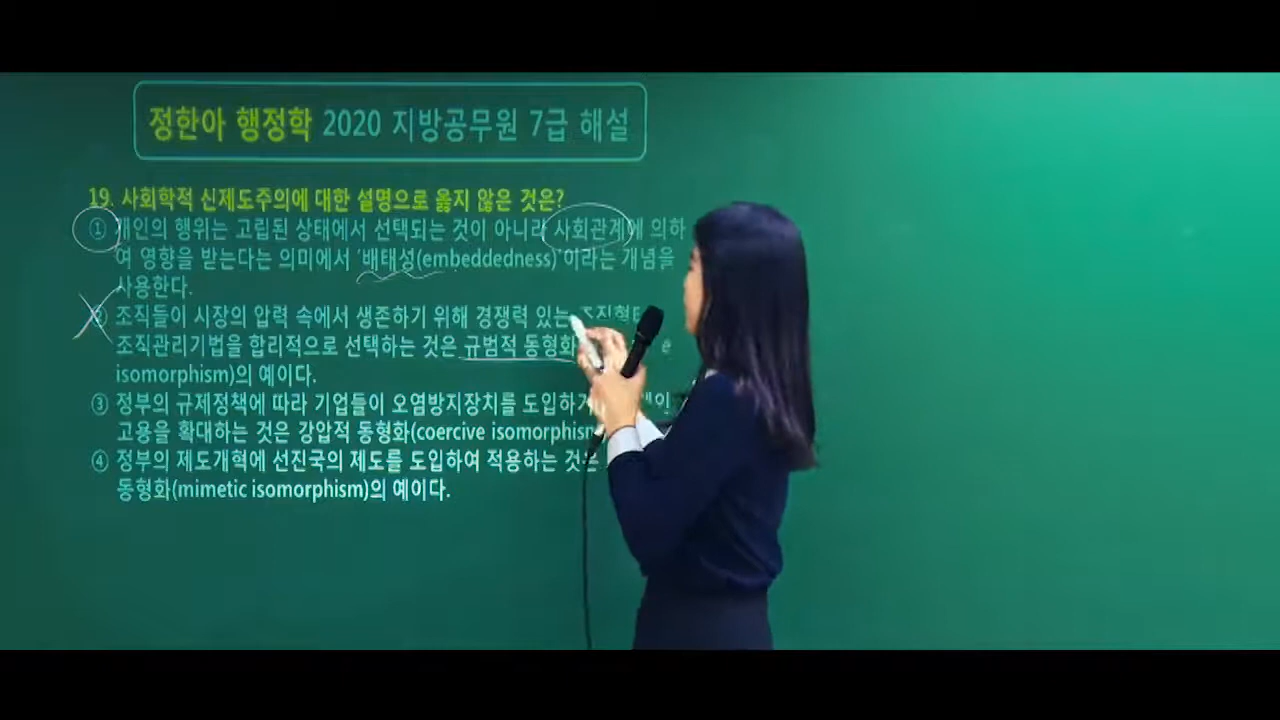 정한아 행정학 2020 지방공무원 7급 해설
19. 사회학적 신제도주의에 대한 설명으로 옳지 않은 것은?
① 개인의 행위는 고립된 상태에서 선택되는 것이 아니라 사회관계에 의하
여 영향을 받는다는 의미에서 '배태성(embeddedness)'이라는 개념을
사용한다.
② 조직들이 시장의 압력 속에서 생존하기 위해 경쟁력 있는
조직관리기법을 합리적으로 선택하는 것은 규범적 동형화
isomorphism)의 예이다.
③ 정부의 규제정책에 따라 기업들이 오염방지장치를 도입하거
고용을 확대하는 것은 강압적 동형화(coercive isomorphism
④ 정부의 제도개혁에 선진국의 제도를 도입하여 적용하는 것은
동형화(mimetic isomorphism)의 예이다.